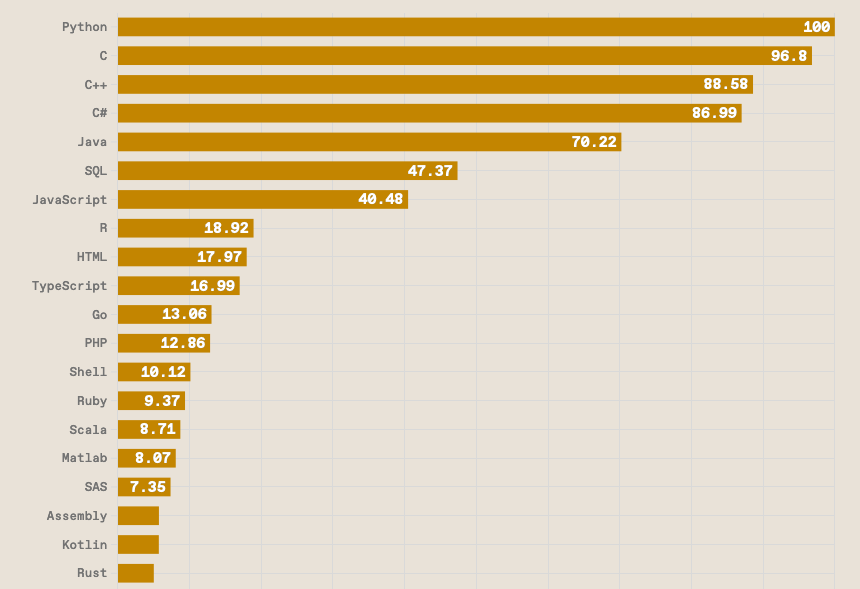 Python 100
C 96.8
C++ 88.58
C# 86.99
Java 70.22
SQL 47.37
JavaScript 40.48
R 18.92
HTML 17.97
TypeScript 16.99
Go 13.06
PHP 12.86
Shell 10.12
Ruby 9.37
Scala 8.71
Matlab 8.07
SAS 7.35
Assembly
Kotlin
Rust